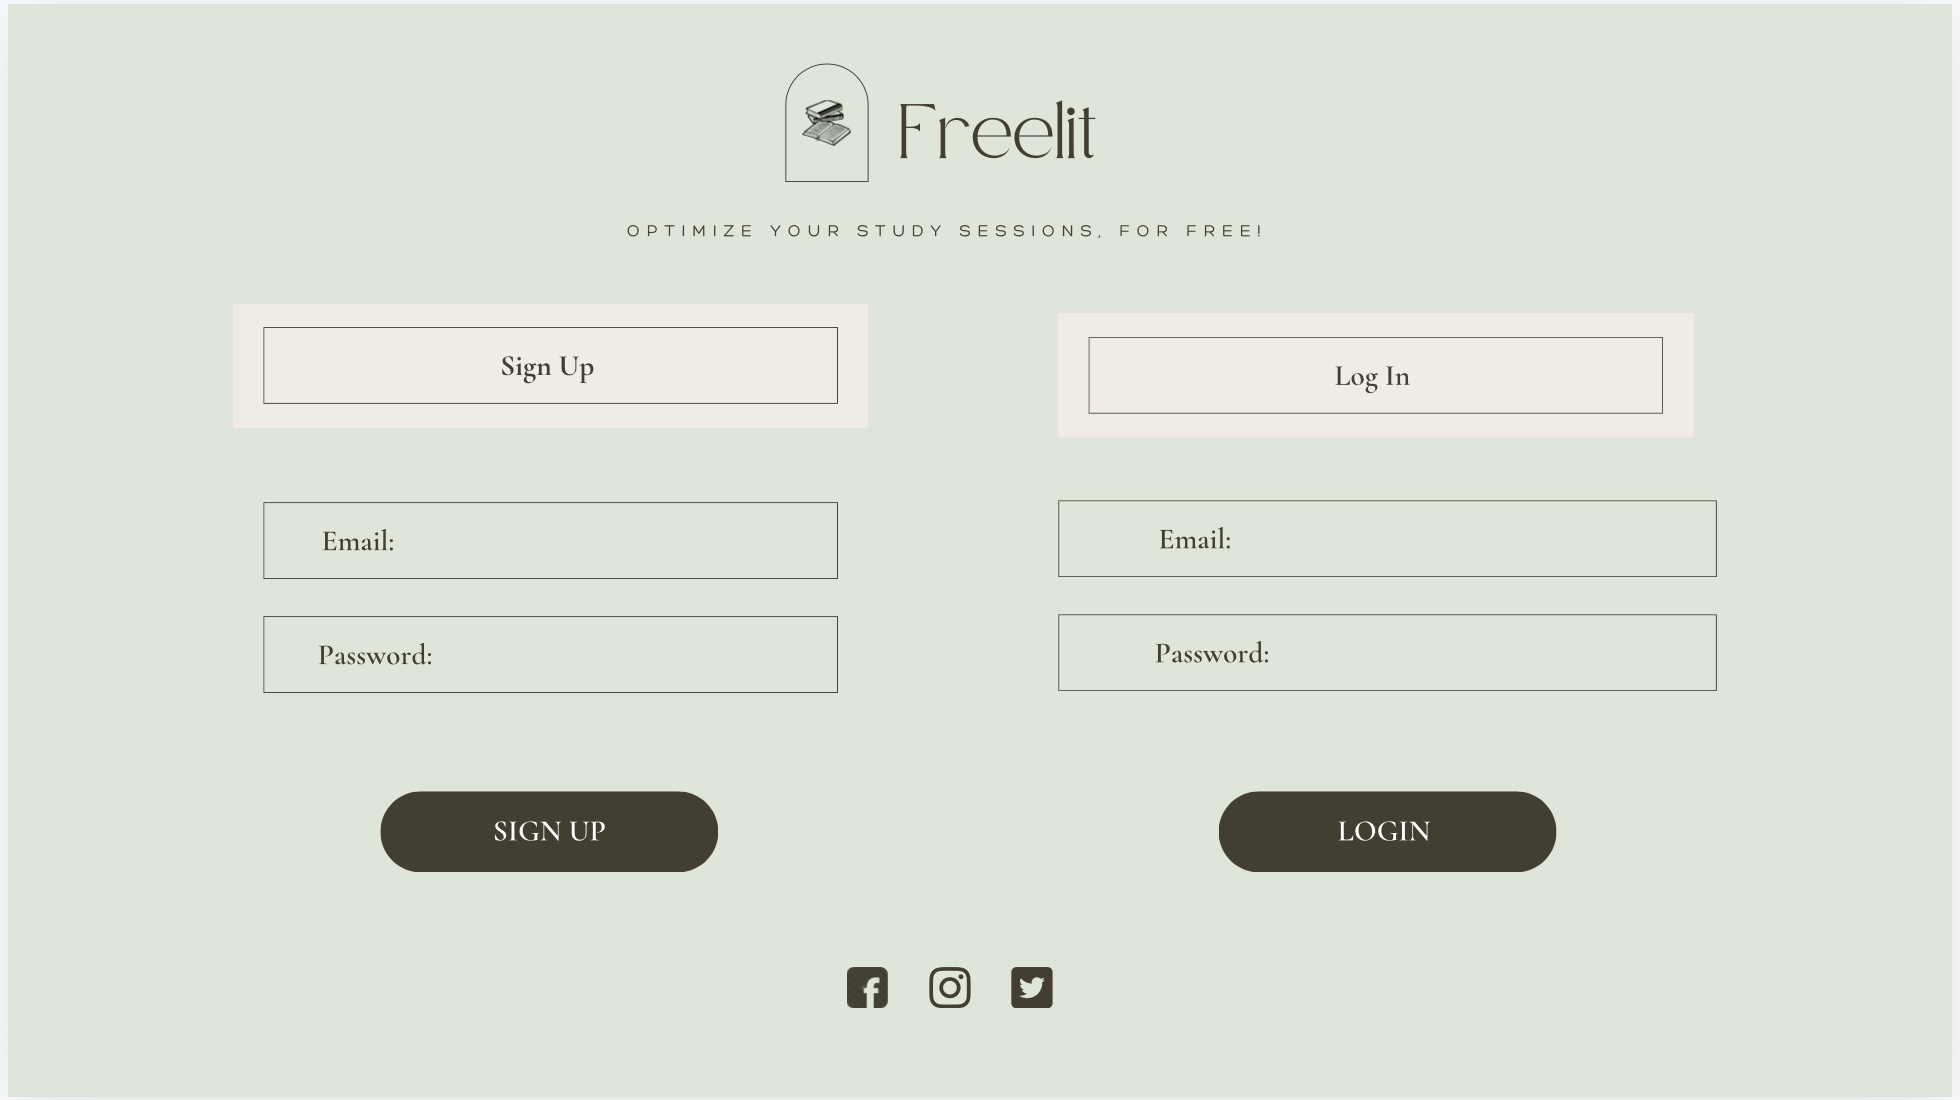 Freelit
OPTIMIZE YOUR STUDY SESSIONS, FOR FREE!
Sign Up
Email:
Password:
SIGN UP
Log In
Email:
Password:
LOGIN